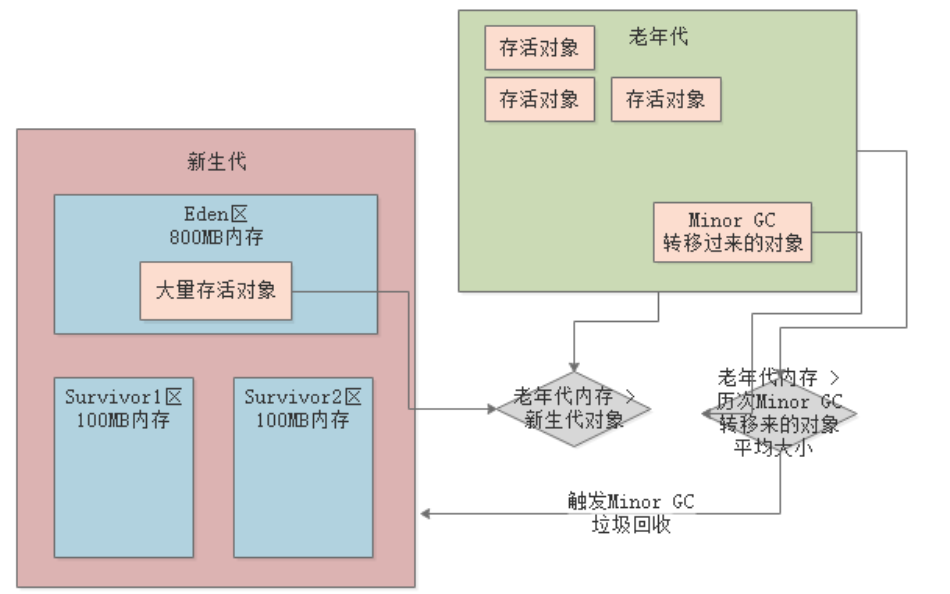 老年代
存活对象
存活对象
存活对象
Minor GC
转移过来的对象
新生代
Eden区
800MB内存
大量存活对象
Survivor1区
100MB内存
Survivor2区
100MB内存
老年代内存 >
新生代对象
老年代内存 >
历次Minor GC
转移来的对象
平均大小
触发Minor GC
垃圾回收